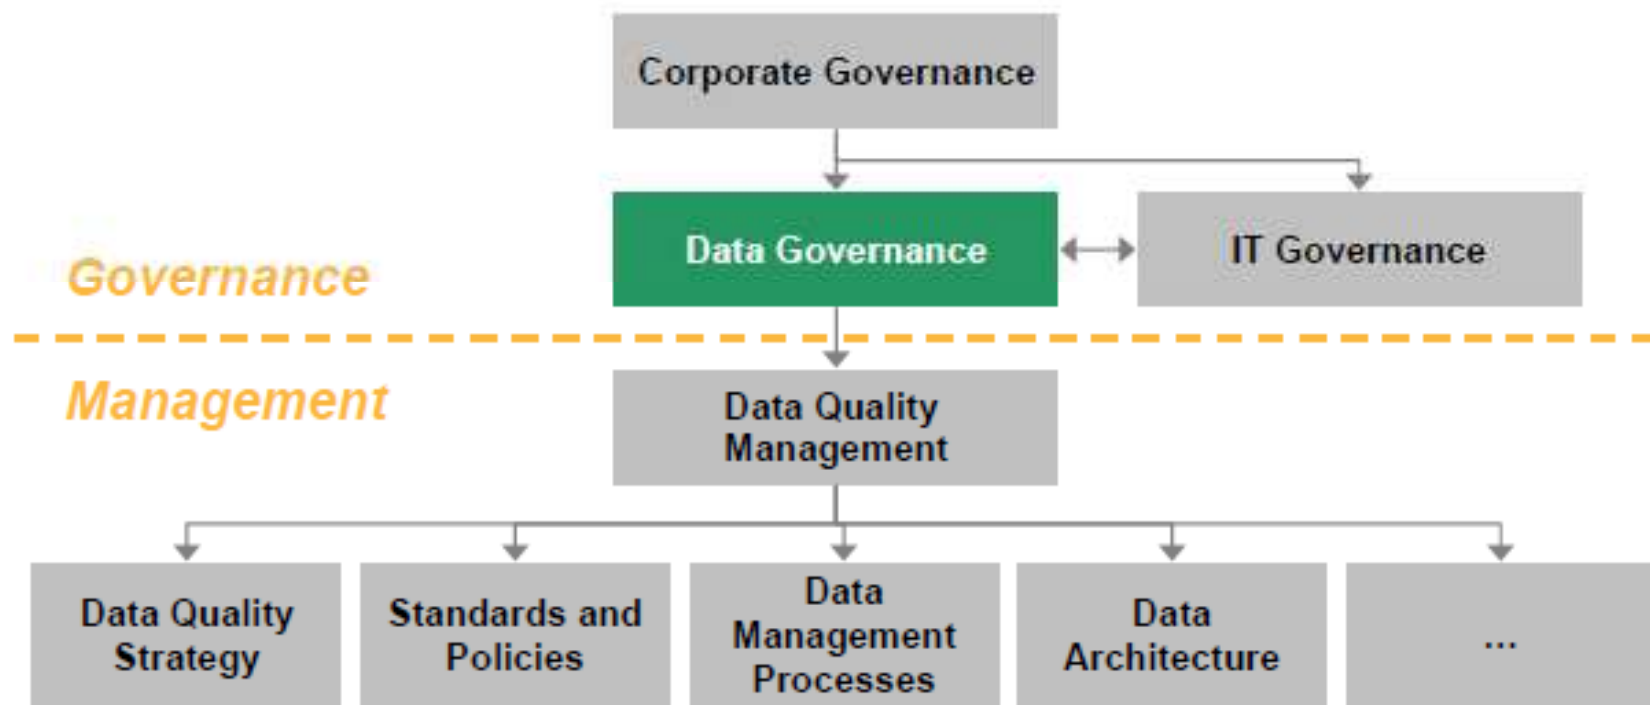 Corporate Governance
Data Governance
IT Governance
Governance
Management
Data Quality
Management
Data Quality
Strategy
Standards and
Policies
Data
Management
Processes
Data
Architecture
...